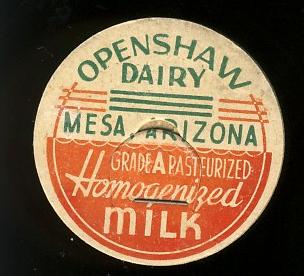 OPENSHAW
DAIRY
MESA, ARIZONA
GRADE A PASTEURIZED
Homogenized
MILK